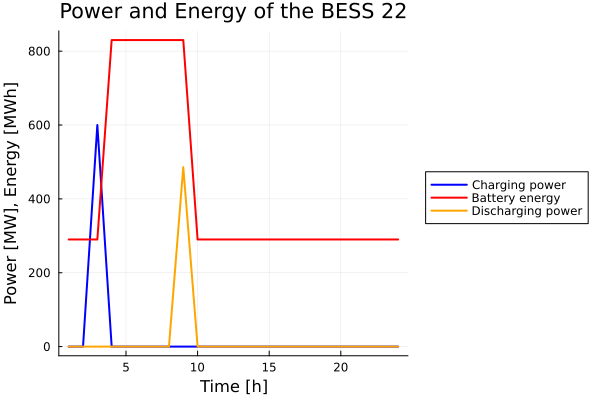 Power and Energy of the BESS 22
Power [MW], Energy [MWh]
800
600
400
200
0
5
10
15
20
Time [h]
Charging power
Battery energy
Discharging power